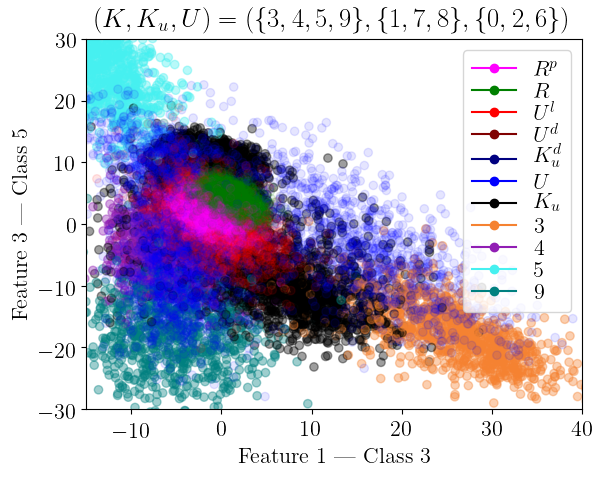 (K, K_u, U) = ({3, 4, 5, 9}, {1, 7, 8}, {0, 2, 6})
30
20
10
0
−10
−20
−30
Feature 3 — Class 5
R^p
R
U^l
U^d
K_u^d
U
K_u
3
4
5
9
−10
0
10
20
30
40
Feature 1 — Class 3